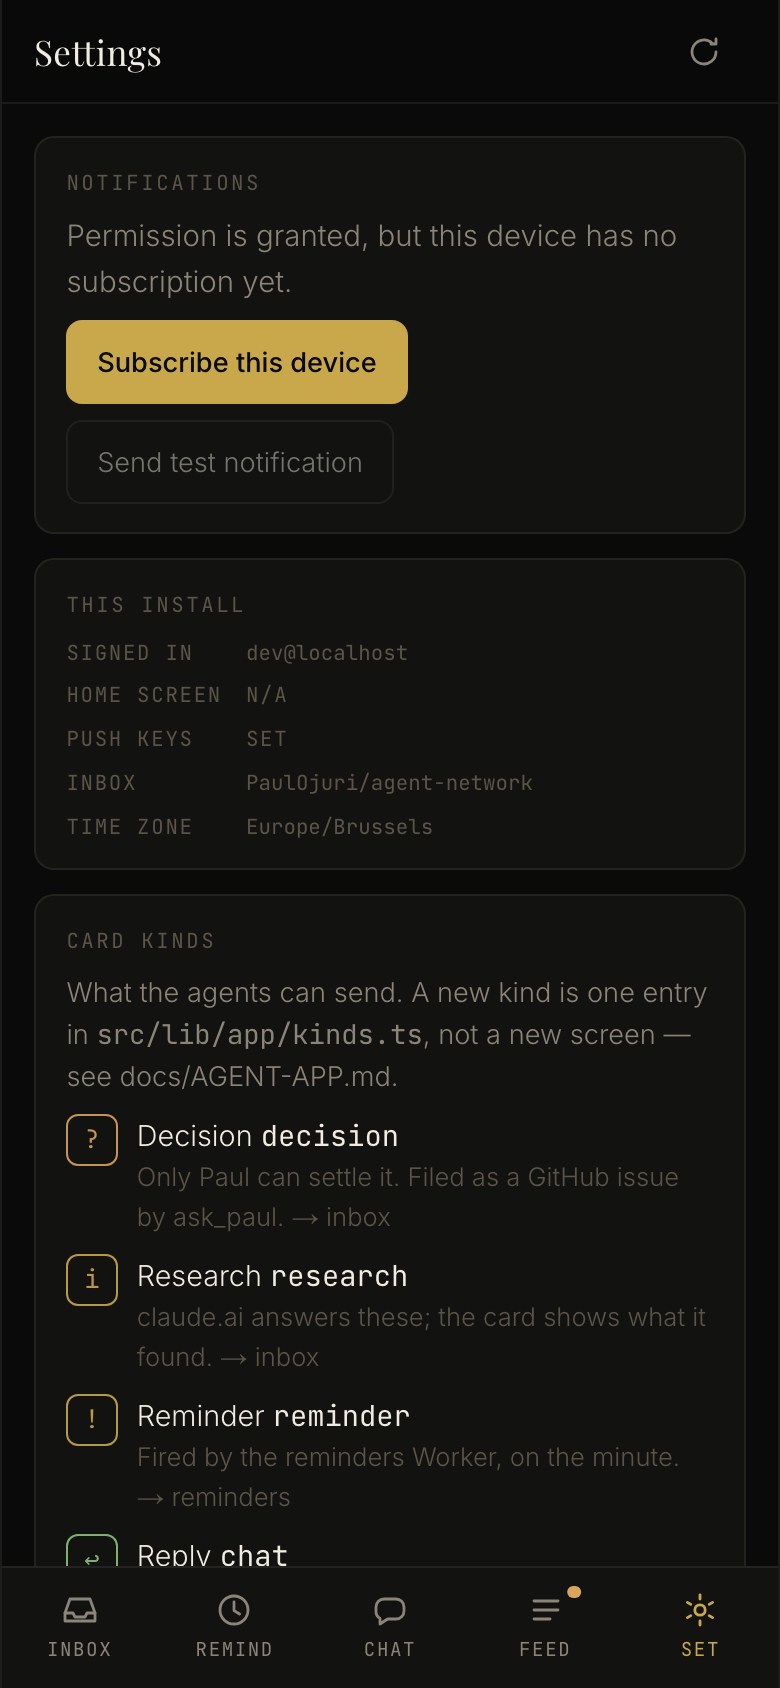 Settings
NOTIFICATIONS
Permission is granted, but this device has no
subscription yet.
Subscribe this device
Send test notification
THIS INSTALL
SIGNED IN dev@localhost
HOME SCREEN N/A
PUSH KEYS SET
INBOX PaulOjuri/agent-network
TIME ZONE Europe/Brussels
CARD KINDS
What the agents can send. A new kind is one entry
in src/lib/app/kinds.ts, not a new screen —
see docs/AGENT-APP.md.
? Decision decision
Only Paul can settle it. Filed as a GitHub issue
by ask_paul. → inbox
i Research research
claude.ai answers these; the card shows what it
found. → inbox
! Reminder reminder
Fired by the reminders Worker, on the minute.
→ reminders
↩ Reply chat
INBOX REMIND CHAT FEED SET